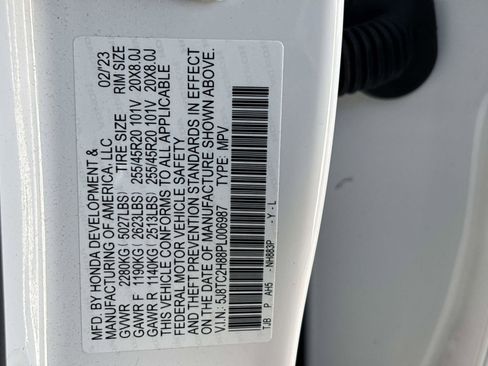 MFD. BY HONDA DEVELOPMENT & 02/'23
MANUFACTURING OF AMERICA, LLC
TIRE SIZE RIM SIZE
GVWR 2280KG( 5027LBS)
GAWR F 1190KG( 2623LBS) 255/45R20 101V 20X8.0J
GAWR R 1140KG( 2513LBS) 255/45R20 101V 20X8.0J
THIS VEHICLE CONFORMS TO ALL APPLICABLE
FEDERAL MOTOR VEHICLE SAFETY
AND THEFT PREVENTION STANDARDS IN EFFECT
ON THE DATE OF MANUFACTURE SHOWN ABOVE.
V.I.N.: 5J8TC2H88PL006987 TYPE: MPV
TJB P AH5 -NH883P - Y - L